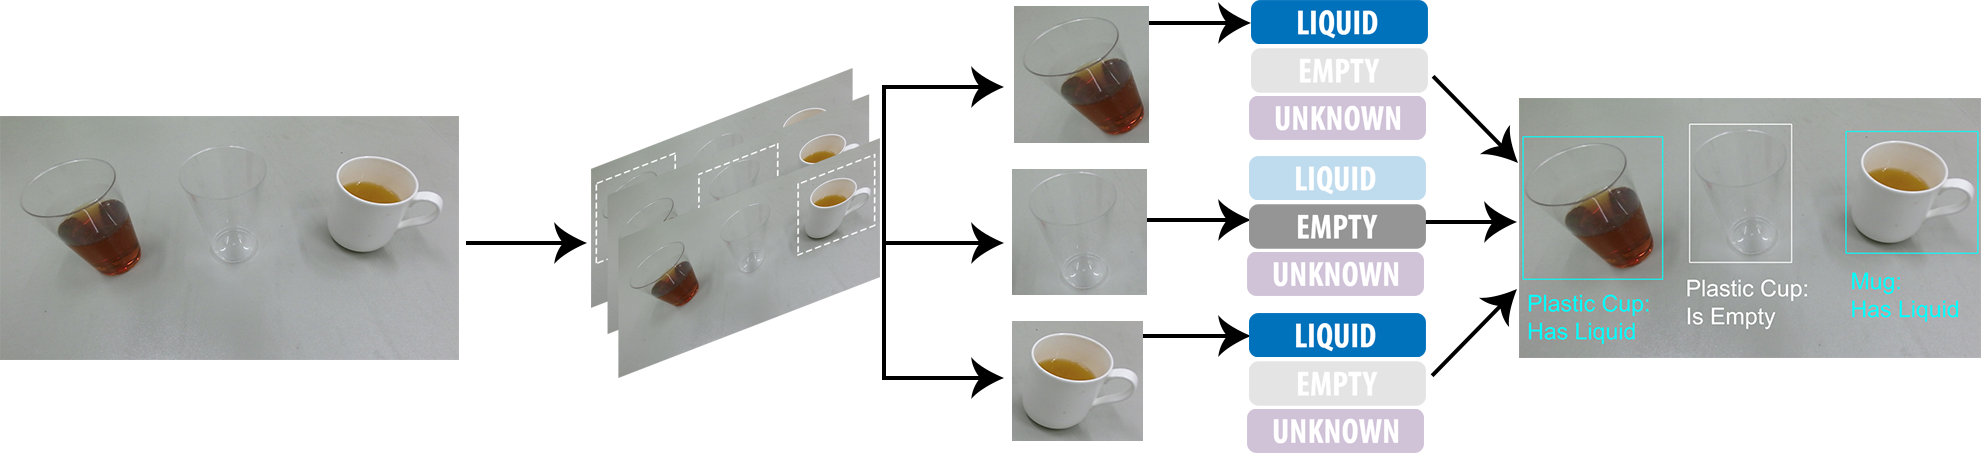 LIQUID
EMPTY
UNKNOWN
LIQUID
EMPTY
UNKNOWN
LIQUID
EMPTY
UNKNOWN
Plastic Cup:
Has Liquid
Plastic Cup:
Is Empty
Mug:
Has Liquid